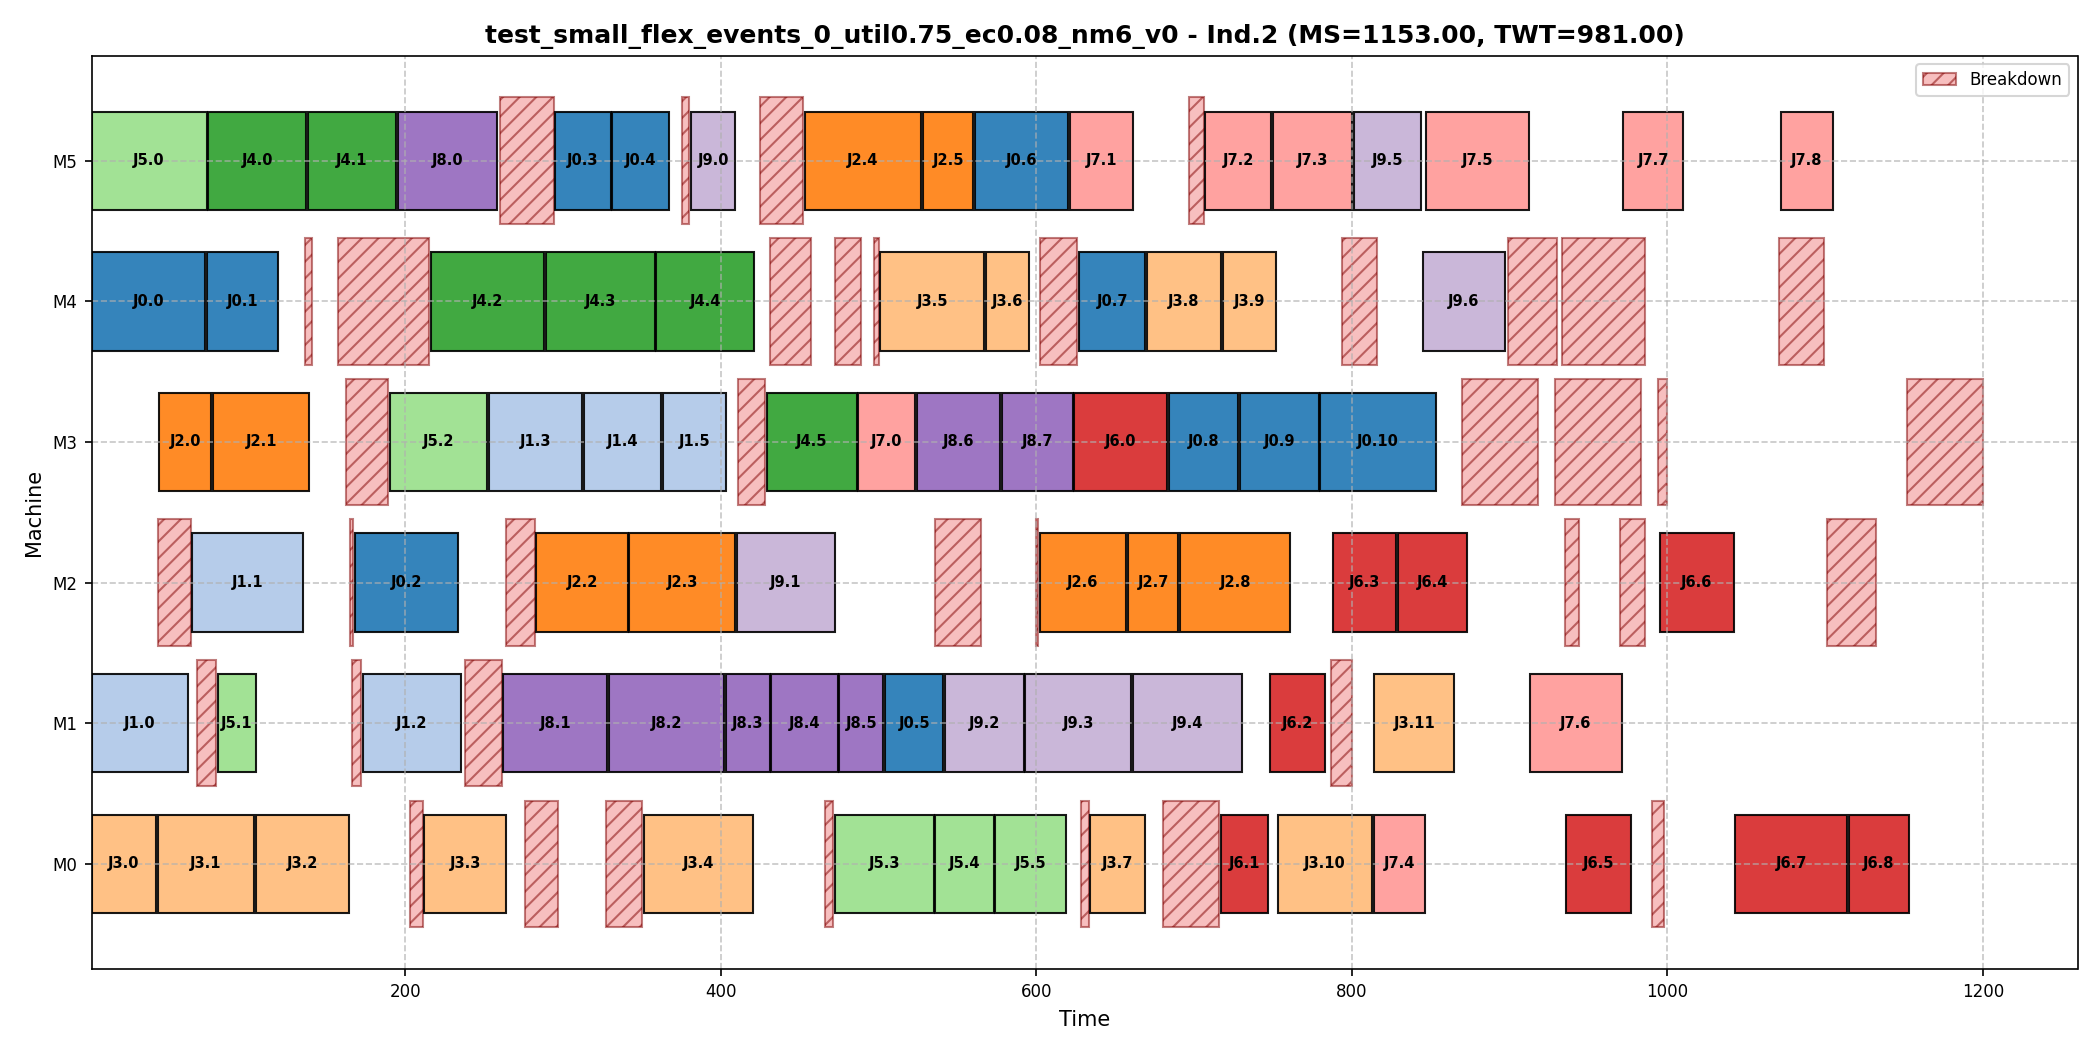 test_small_flex_events_0_util0.75_ec0.08_nm6_v0 - Ind.2 (MS=1153.00, TWT=981.00)
Breakdown
M5
J5.0 J4.0 J4.1 J8.0 J0.3 J0.4 J9.0 J2.4 J2.5 J0.6 J7.1 J7.2 J7.3 J9.5 J7.5 J7.7 J7.8
M4
J0.0 J0.1 J4.2 J4.3 J4.4 J3.5 J3.6 J0.7 J3.8 J3.9 J9.6
M3
J2.0 J2.1 J5.2 J1.3 J1.4 J1.5 J4.5 J7.0 J8.6 J8.7 J6.0 J0.8 J0.9 J0.10
M2
J1.1 J0.2 J2.2 J2.3 J9.1 J2.6 J2.7 J2.8 J6.3 J6.4 J6.6
M1
J1.0 J5.1 J1.2 J8.1 J8.2 J8.3 J8.4 J8.5 J0.5 J9.2 J9.3 J9.4 J6.2 J3.11 J7.6
M0
J3.0 J3.1 J3.2 J3.3 J3.4 J5.3 J5.4 J5.5 J3.7 J6.1 J3.10 J7.4 J6.5 J6.7 J6.8
Machine
200 400 600 800 1000 1200
Time